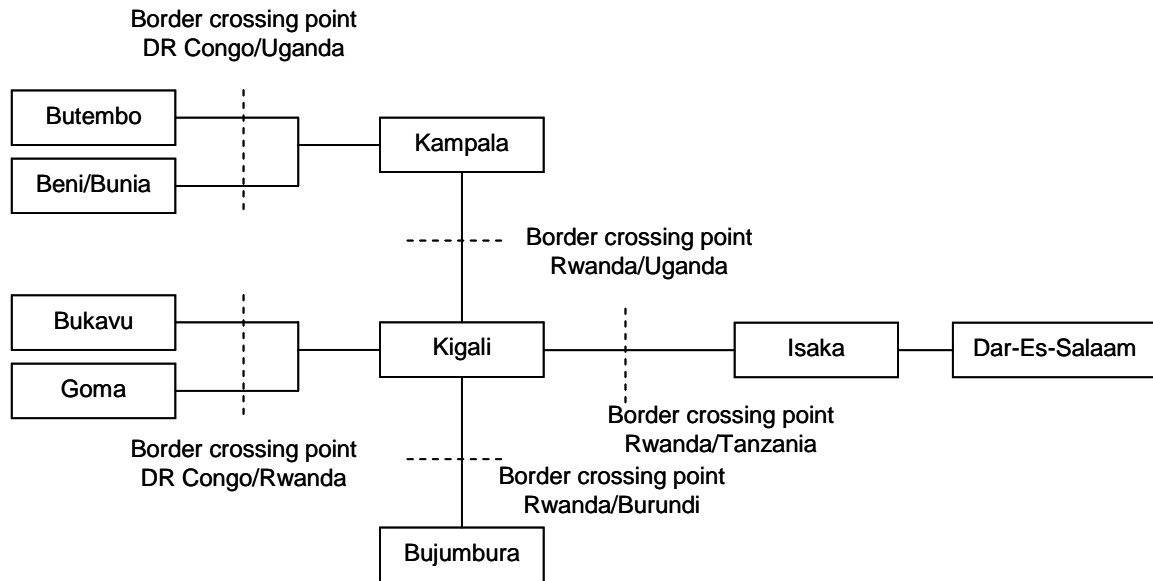 Border crossing point
DR Congo/Uganda
Butembo
Kampala
Beni/Bunia
Border crossing point
Rwanda/Uganda
Bukavu
Kigali
Isaka
Dar-Es-Salaam
Goma
Border crossing point
Rwanda/Tanzania
Border crossing point
DR Congo/Rwanda
Border crossing point
Rwanda/Burundi
Bujumbura